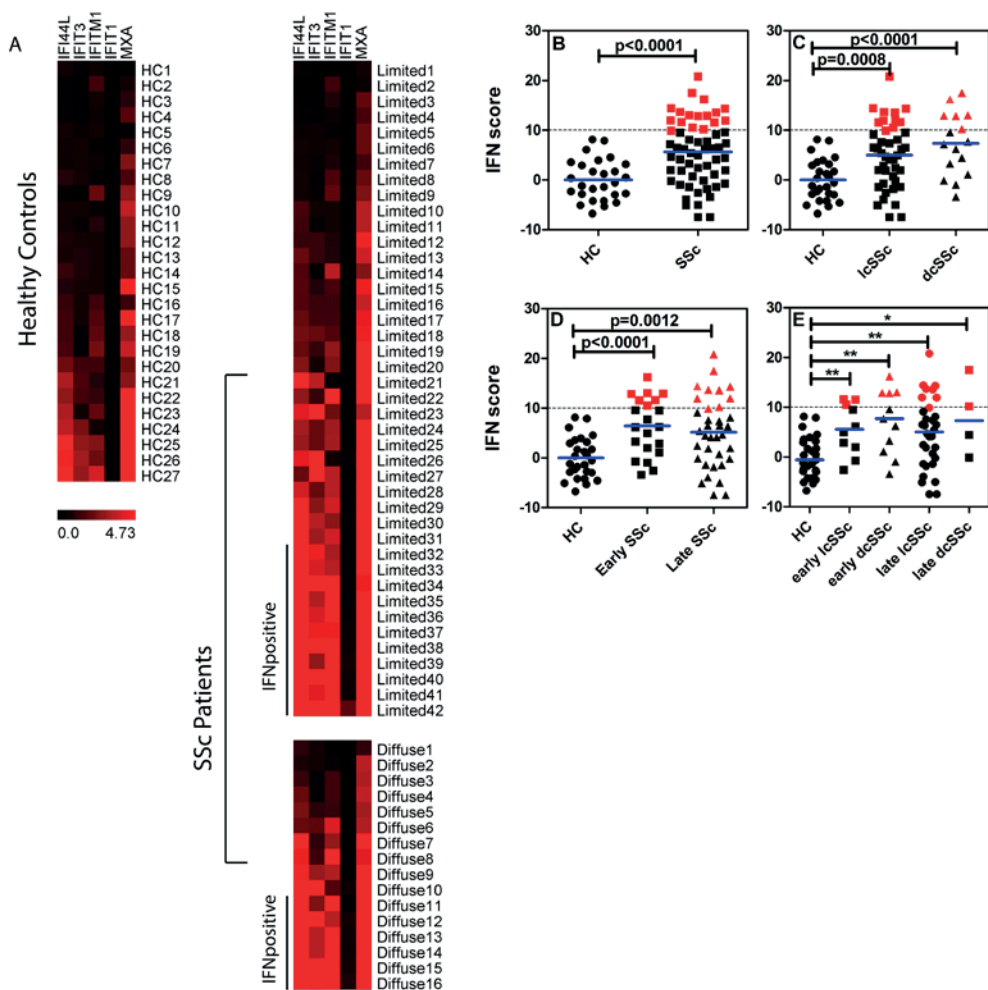 A
IFI44L
IFIT3
IFITM1
IFIT1
MXA
Healthy Controls
HC1
HC2
HC3
HC4
HC5
HC6
HC7
HC8
HC9
HC10
HC11
HC12
HC13
HC14
HC15
HC16
HC17
HC18
HC19
HC20
HC21
HC22
HC23
HC24
HC25
HC26
HC27
0.0 4.73
SSc Patients
IFI44L
IFIT3
IFITM1
IFIT1
MXA
Limited1
Limited2
Limited3
Limited4
Limited5
Limited6
Limited7
Limited8
Limited9
Limited10
Limited11
Limited12
Limited13
Limited14
Limited15
Limited16
Limited17
Limited18
Limited19
Limited20
Limited21
Limited22
Limited23
Limited24
Limited25
Limited26
Limited27
Limited28
Limited29
Limited30
Limited31
Limited32
Limited33
Limited34
Limited35
Limited36
Limited37
Limited38
Limited39
Limited40
Limited41
Limited42
IFNpositive
Diffuse1
Diffuse2
Diffuse3
Diffuse4
Diffuse5
Diffuse6
Diffuse7
Diffuse8
Diffuse9
Diffuse10
Diffuse11
Diffuse12
Diffuse13
Diffuse14
Diffuse15
Diffuse16
IFNpositive
B
p<0.0001
IFN score
30
20
10
0
-10
HC
SSc
C
p<0.0001
p=0.0008
30
20
10
0
-10
HC
lcSSc
dcSSc
D
p=0.0012
p<0.0001
IFN score
30
20
10
0
-10
HC
Early SSc
Late SSc
E
*
**
**
**
30
20
10
0
-10
HC
early lcSSc
early dcSSc
late lcSSc
late dcSSc